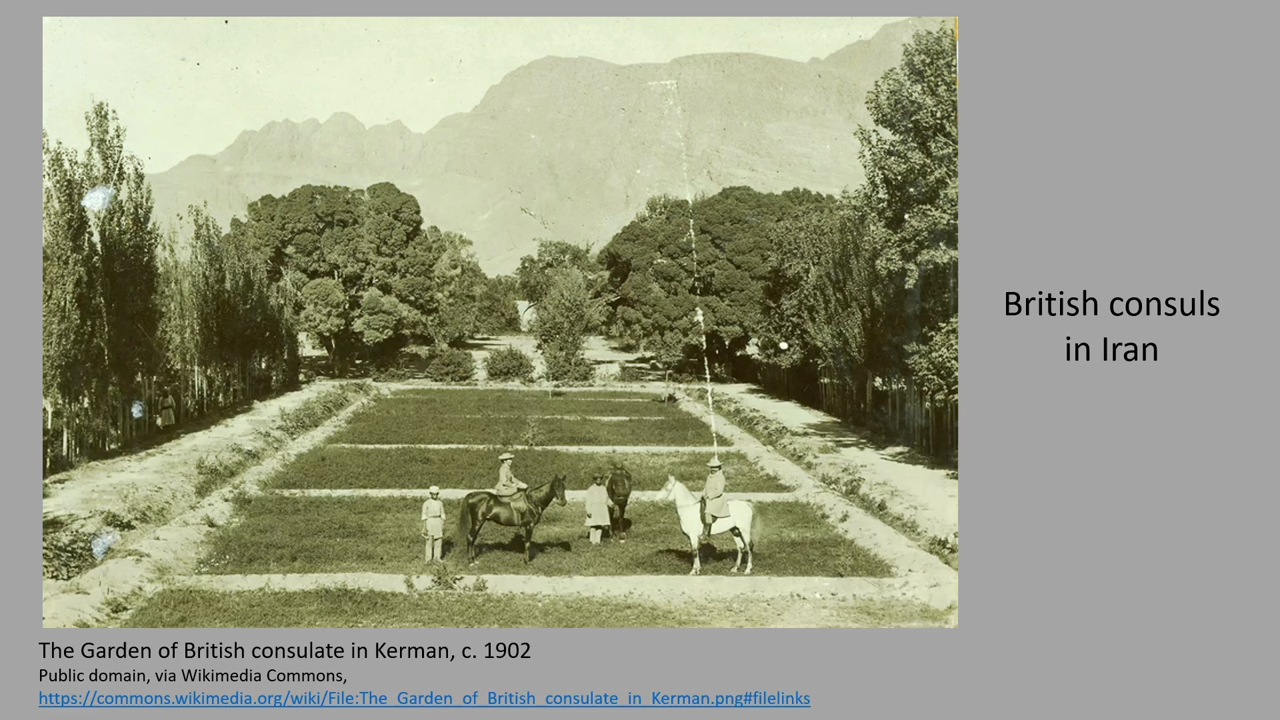 British consuls
in Iran
The Garden of British consulate in Kerman, c. 1902
Public domain, via Wikimedia Commons,
https://commons.wikimedia.org/wiki/File:The_Garden_of_British_consulate_in_Kerman.png#filelinks